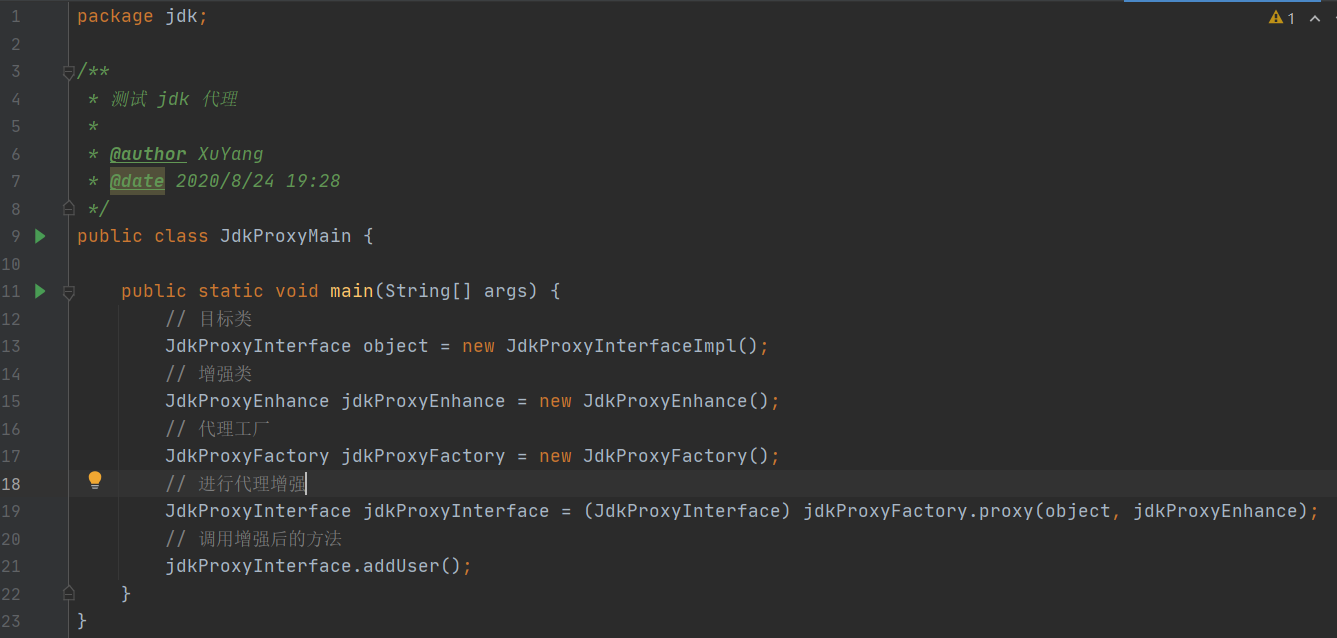 1 package jdk;
2
3 /**
4 * 测试 jdk 代理
5 *
6 * @author XuYang
7 * @date 2020/8/24 19:28
8 */
9 public class JdkProxyMain {
10
11 public static void main(String[] args) {
12 // 目标类
13 JdkProxyInterface object = new JdkProxyInterfaceImpl();
14 // 增强类
15 JdkProxyEnhance jdkProxyEnhance = new JdkProxyEnhance();
16 // 代理工厂
17 JdkProxyFactory jdkProxyFactory = new JdkProxyFactory();
18 // 进行代理增强
19 JdkProxyInterface jdkProxyInterface = (JdkProxyInterface) jdkProxyFactory.proxy(object, jdkProxyEnhance);
20 // 调用增强后的方法
21 jdkProxyInterface.addUser();
22 }
23 }
1